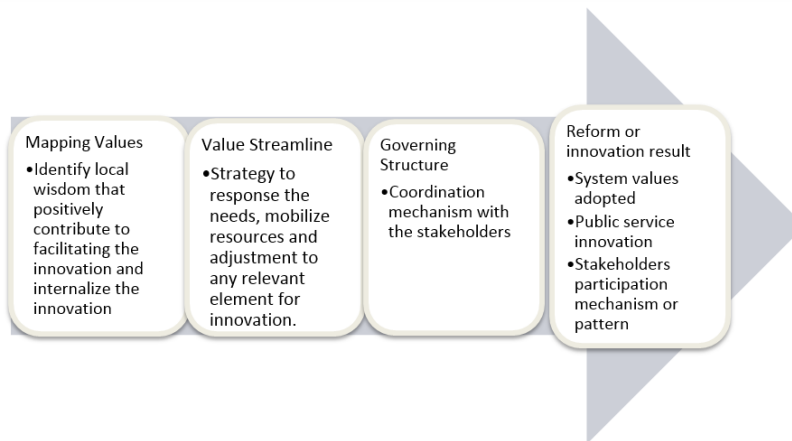 Mapping Values
•Identify local
wisdom that
positively
contribute to
facilitating the
innovation and
internalize the
innovation
Value Streamline
•Strategy to
response the
needs, mobilize
resources and
adjustment to
any relevant
element for
innovation.
Governing
Structure
•Coordination
mechanism with
the stakeholders
Reform or
innovation result
•System values
adopted
•Public service
innovation
•Stakeholders
participation
mechanism or
pattern